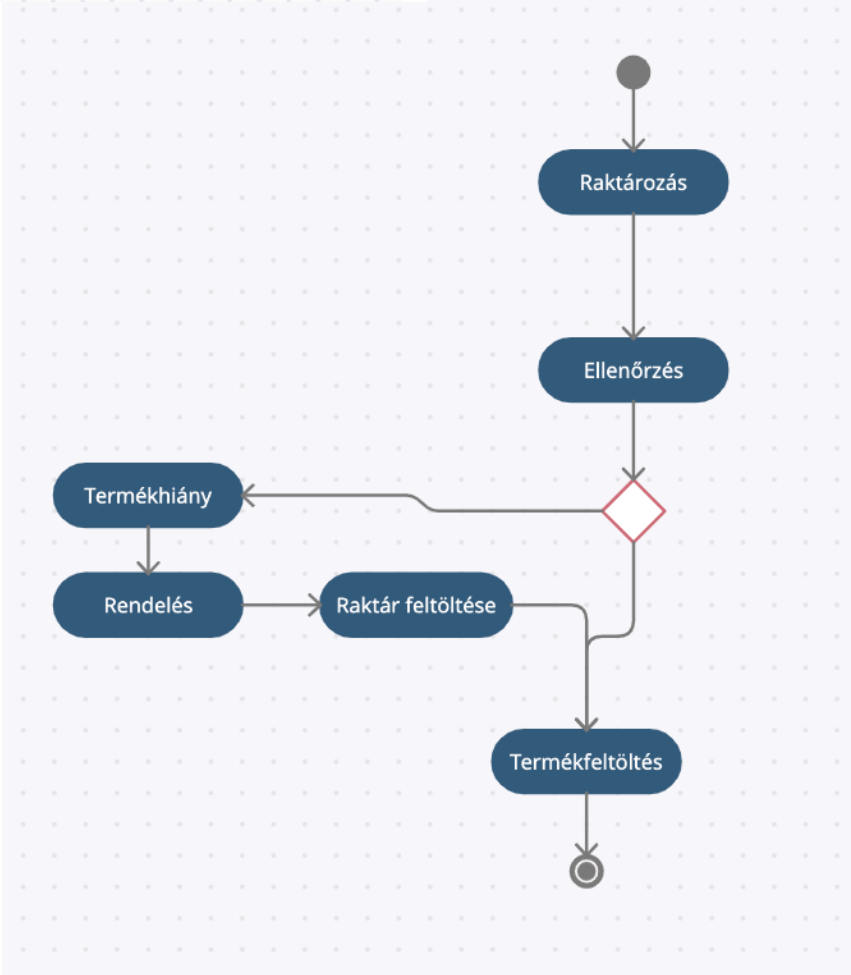 Raktározás
Ellenőrzés
Termékhiány
Rendelés
Raktár feltöltése
Termékfeltöltés